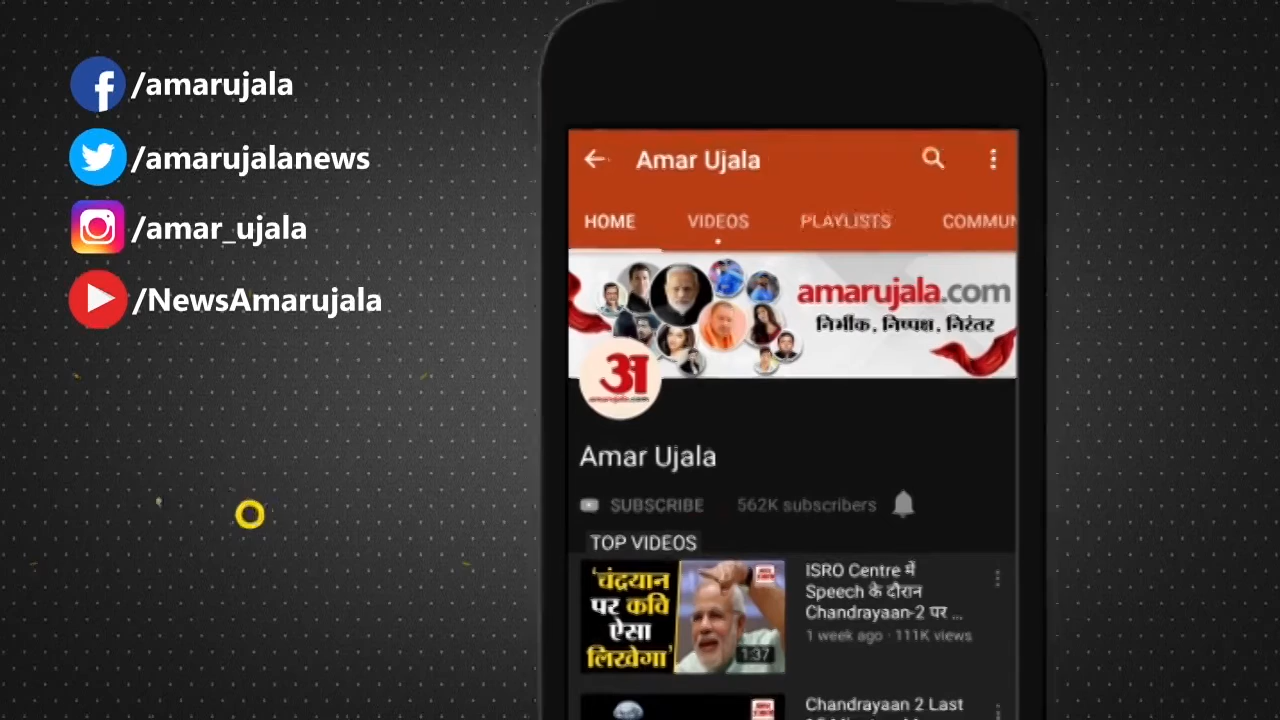 /amarujala
/amarujalanews
/amar_ujala
/NewsAmarujala
Amar Ujala
HOME VIDEOS PLAYLISTS COMMUN
amarujala.com
निर्भीक, निष्पक्ष, निरंतर
अ
amarujala.com
Amar Ujala
SUBSCRIBE 562K subscribers
TOP VIDEOS
'चंद्रयान
पर कवि
ऐसा
लिखेगा'
1:37
ISRO Centre में
Speech के दौरान
Chandrayaan-2 पर ...
1 week ago · 111K views
Chandrayaan 2 Last